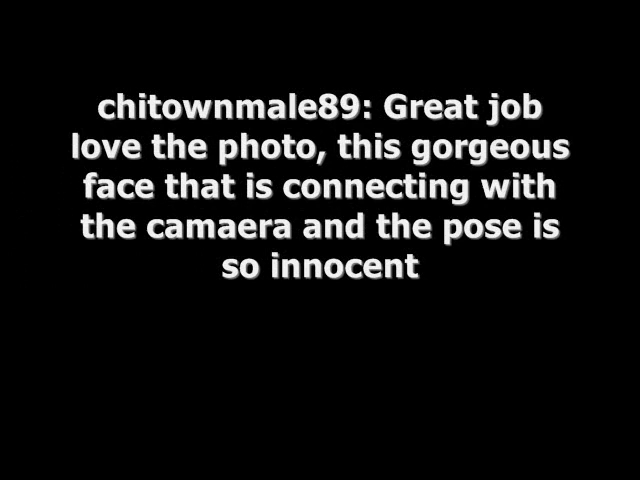 chitownmale89: Great job
love the photo, this gorgeous
face that is connecting with
the camaera and the pose is
so innocent